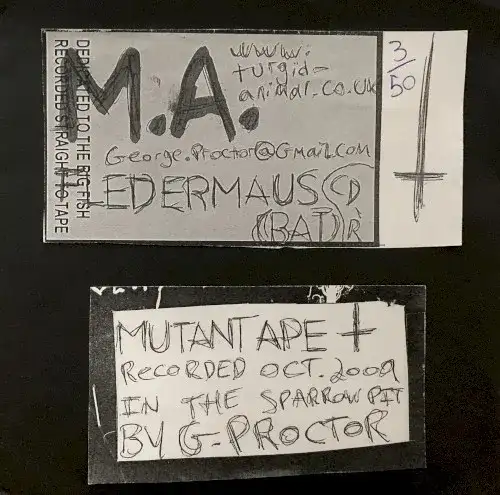 DEDICATED TO THE BIG FISH
RECORDED STRAIGHT TO TAPE
M.A.
www.
turgid-
animal.co.uk
George.Proctor@Gmail.com
LEDERMAUS CD
(BAT) R
3/50
MUTANT APE
RECORDED OCT. 2009
IN THE SPARROW PIT
BY G-PROCTOR